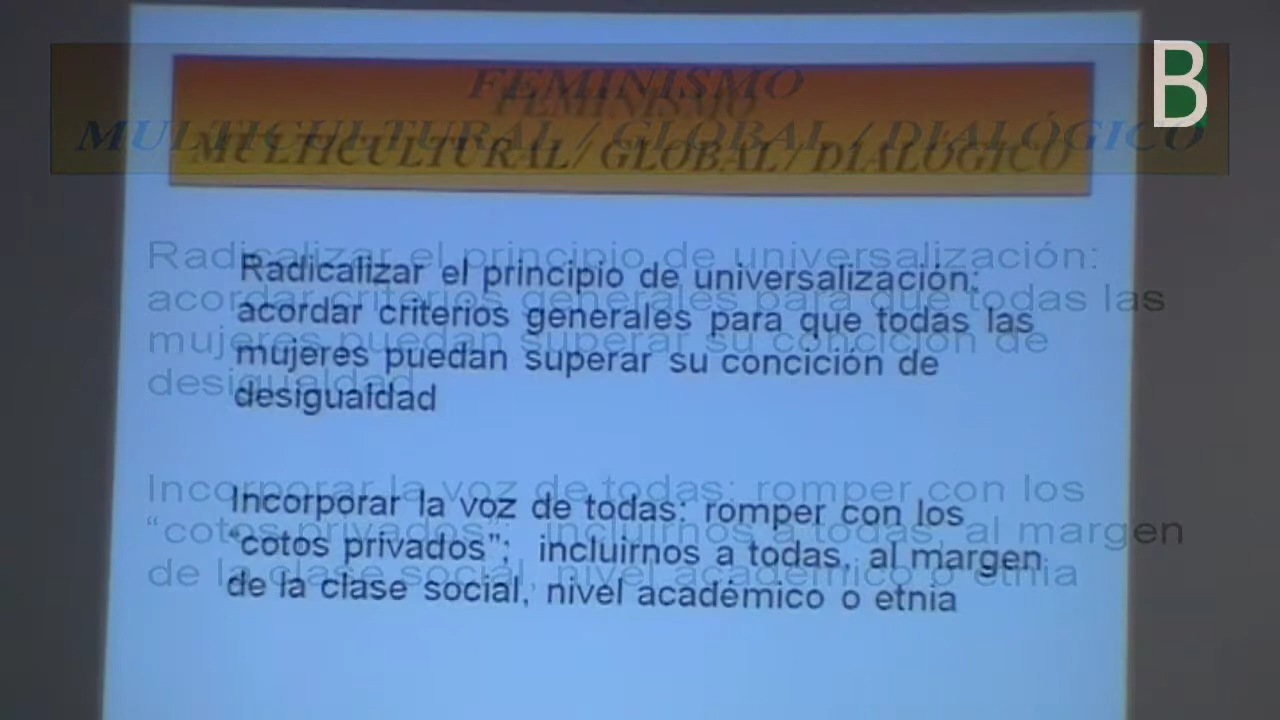 B
FEMINISMO
MULTICULTURAL / GLOBAL / DIALÓGICO
Radicalizar el principio de universalización:
acordar criterios generales para que todas las
mujeres puedan superar su concición de
desigualdad
Incorporar la voz de todas: romper con los
“cotos privados”; incluirnos a todas, al margen
de la clase social, nivel académico o etnia